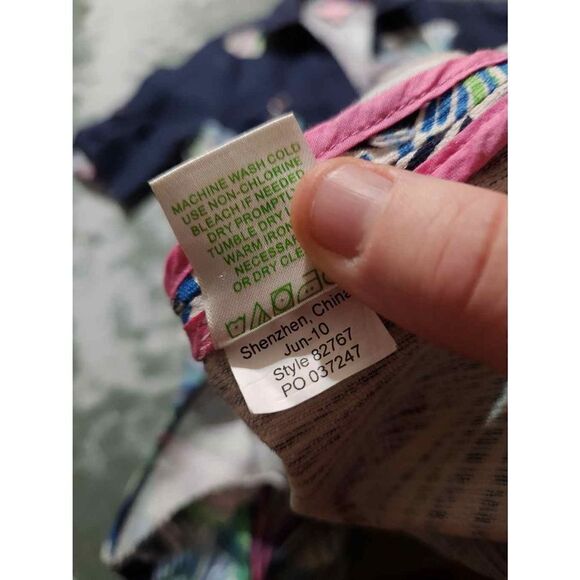 MACHINE WASH COLD
USE NON-CHLORINE
BLEACH IF NEEDED
DRY PROMPTLY
TUMBLE DRY
WARM IRON
NECESSAR
OR DRY CLE
Shenzhen, China
Jun-10
Style 82767
PO 037247